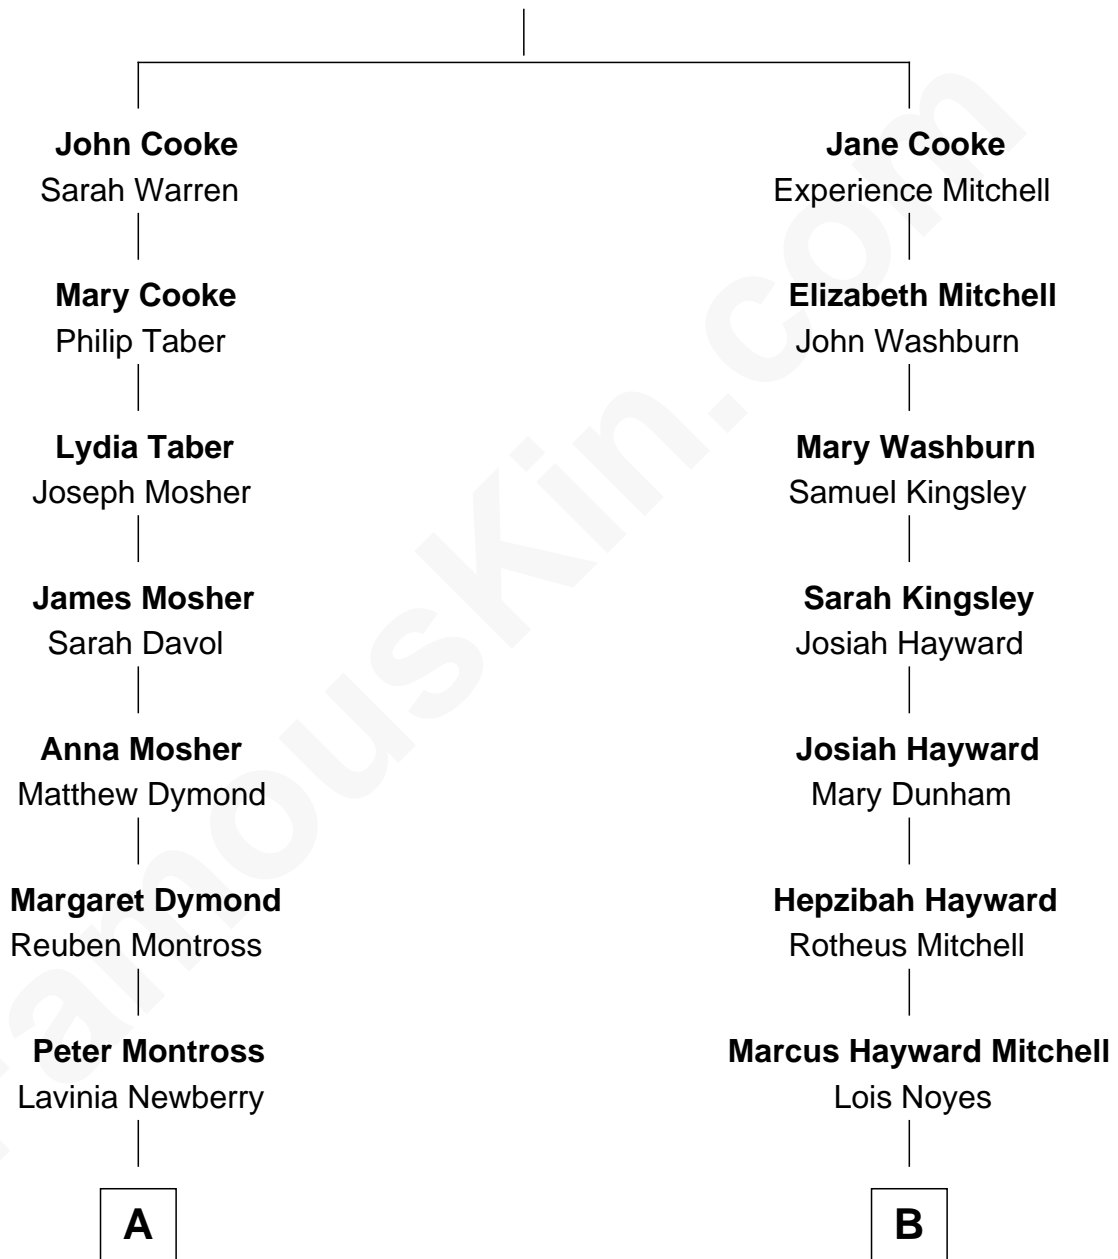 John Cooke
Sarah Warren
Jane Cooke
Experience Mitchell
Mary Cooke
Philip Taber
Elizabeth Mitchell
John Washburn
Lydia Taber
Joseph Mosher
Mary Washburn
Samuel Kingsley
James Mosher
Sarah Davol
Sarah Kingsley
Josiah Hayward
Anna Mosher
Matthew Dymond
Josiah Hayward
Mary Dunham
Margaret Dymond
Reuben Montross
Hepzibah Hayward
Rotheus Mitchell
Peter Montross
Lavinia Newberry
Marcus Hayward Mitchell
Lois Noyes
A
B
FamousKin.com